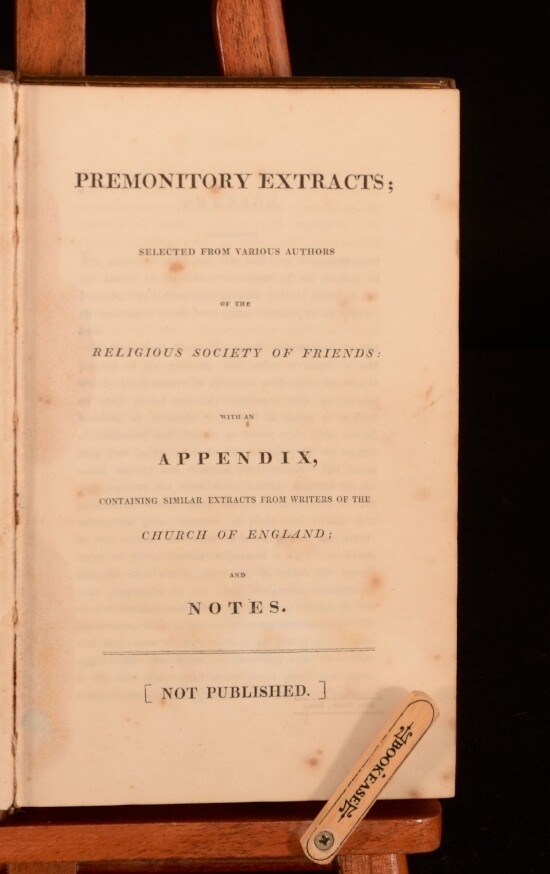 PREMONITORY EXTRACTS;
SELECTED FROM VARIOUS AUTHORS
OF THE
RELIGIOUS SOCIETY OF FRIENDS:
WITH AN
APPENDIX,
CONTAINING SIMILAR EXTRACTS FROM WRITERS OF THE
CHURCH OF ENGLAND;
AND
NOTES.
[ NOT PUBLISHED. ]
BOOKEASEL